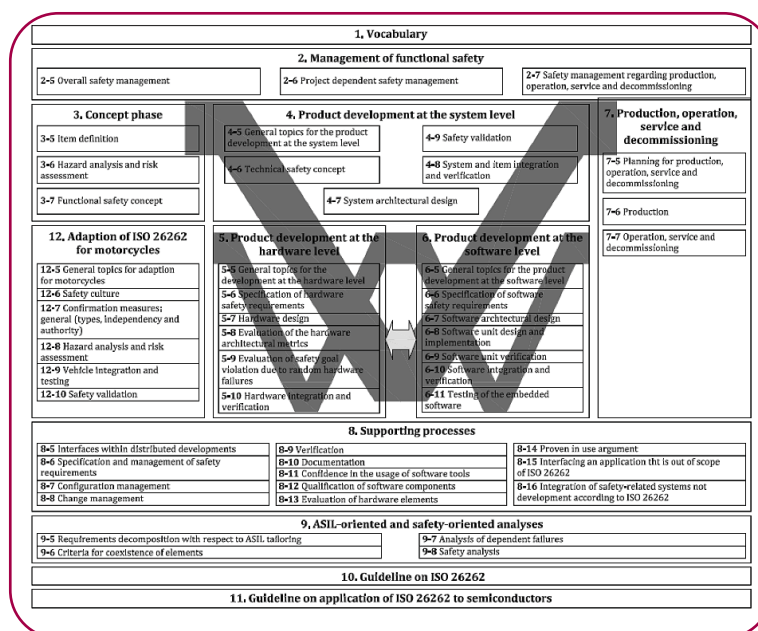 1. Vocabulary
2. Management of functional safety
2-5 Overall safety management
2-6 Project dependent safety management
2-7 Safety management regarding production,
operation, service and decommissioning
3. Concept phase
3-5 Item definition
3-6 Hazard analysis and risk
assessment
3-7 Functional safety concept
4. Product development at the system level
4-5 General topics for the product
development at the system level
4-6 Technical safety concept
4-9 Safety validation
4-8 System and item integration
and verification
4-7 System architectural design
7. Production, operation,
service and
decommissioning
7-5 Planning for production,
operation, service and
decommissioning
7-6 Production
7-7 Operation, service and
decommissioning
12. Adaption of ISO 26262
for motorcycles
12-5 General topics for adaption
for motorcycles
12-6 Safety culture
12-7 Confirmation measures;
general (types, independency and
authority)
12-8 Hazard analysis and risk
assessment
12-9 Vehicle integration and
testing
12-10 Safety validation
5. Product development at the
hardware level
5-5 General topics for the
development at the hardware level
5-6 Specification of hardware
safety requirements
5-7 Hardware design
5-8 Evaluation of the hardware
architectural metrics
5-9 Evaluation of safety goal
violation due to random hardware
failures
5-10 Hardware integration and
verification
6. Product development at the
software level
6-5 General topics for the product
development at the software level
6-6 Specification of software
safety requirements
6-7 Software archtectural design
6-8 Software unit design and
implementation
6-9 Software unit verification
6-10 Software integration and
verification
6-11 Testing of the embedded
software
8. Supporting processes
8-5 Interfaces within distributed developments
8-6 Specification and management of safety
requirements
8-7 Configuration management
8-8 Change management
8-9 Verification
8-10 Documentation
8-11 Confidence in the usage of software tools
8-12 Qualification of software components
8-13 Evaluation of hardware elements
8-14 Proven in use argument
8-15 Interfacing an application tht is out of scope
of ISO 26262
8-16 Integration of safety-related systems not
development according to ISO 26262
9. ASIL-oriented and safety-oriented analyses
9-5 Requirements decomposition with respect to ASIL tailoring
9-6 Criteria for coexistence of elements
9-7 Analysis of dependent failures
9-8 Safety analysis
10. Guideline on ISO 26262
11. Guideline on application of ISO 26262 to semiconductors